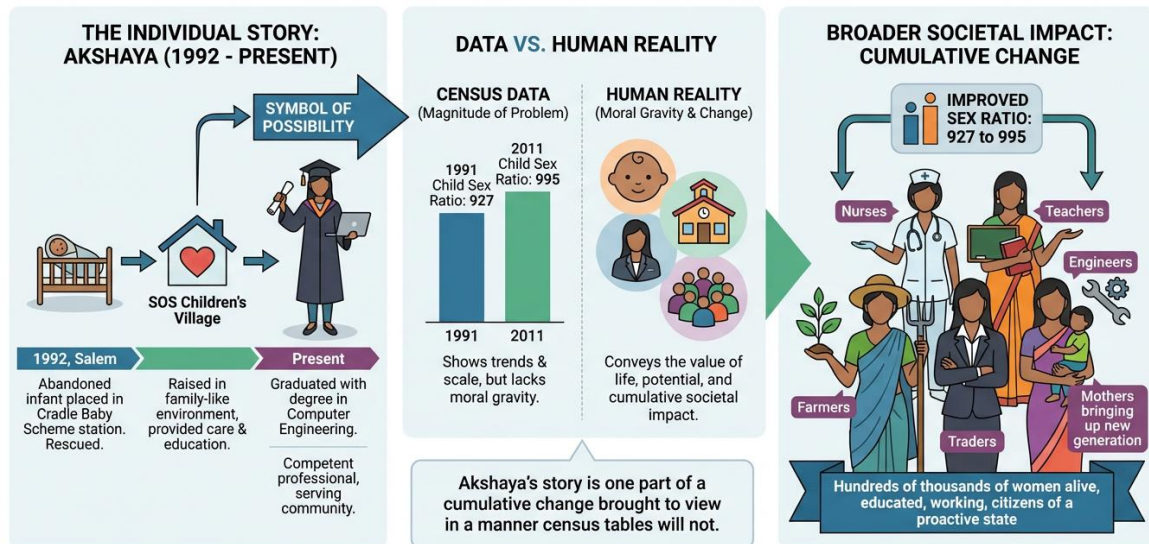 THE INDIVIDUAL STORY:
AKSHAYA (1992 - PRESENT)
SYMBOL OF
POSSIBILITY
SOS Children's
Village
1992, Salem
Abandoned
infant placed in
Cradle Baby
Scheme station.
Rescued.
Raised in
family-like
environment,
provided care &
education.
Present
Graduated with
degree in
Computer
Engineering.
Competent
professional,
serving
community.
DATA VS. HUMAN REALITY
CENSUS DATA
(Magnitude of Problem)
1991
Child Sex
Ratio: 927
2011
Child Sex
Ratio: 995
1991
2011
Shows trends &
scale, but lacks
moral gravity.
HUMAN REALITY
(Moral Gravity & Change)
Conveys the value of
life, potential, and
cumulative societal
impact.
Akshaya's story is one part of a
cumulative change brought to view
in a manner census tables will not.
BROADER SOCIETAL IMPACT:
CUMULATIVE CHANGE
IMPROVED
SEX RATIO:
927 to 995
Nurses
Teachers
Engineers
Farmers
Traders
Mothers
bringing
up new
generation
Hundreds of thousands of women alive,
educated, working, citizens of a
proactive state